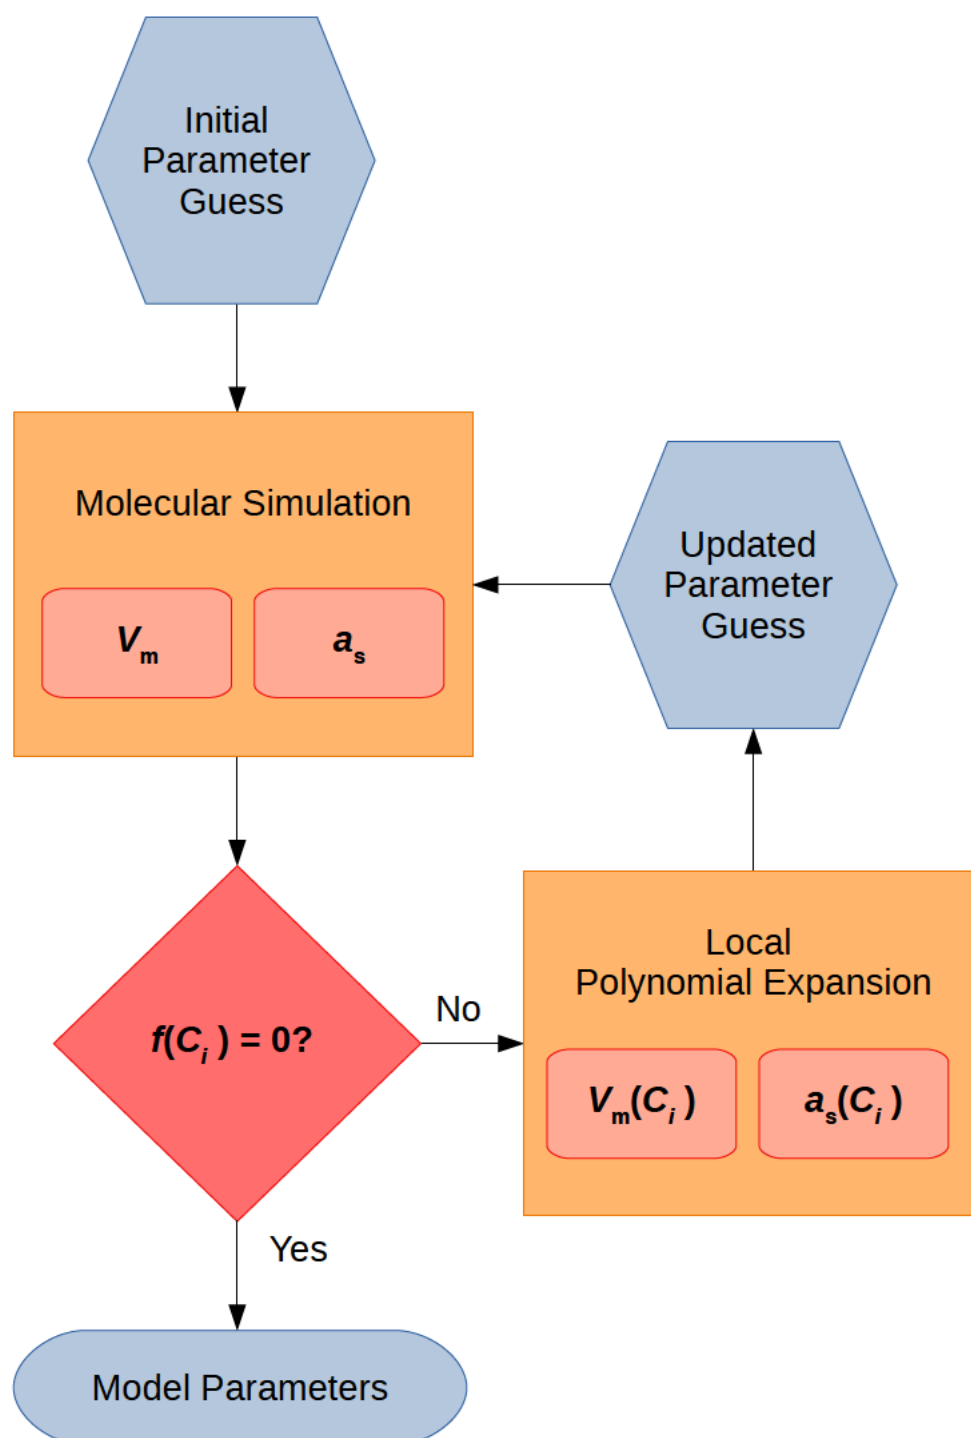 Initial
Parameter
Guess
Molecular Simulation
Vm
as
Updated
Parameter
Guess
f(Ci ) = 0?
No
Local
Polynomial Expansion
Vm(Ci )
as(Ci )
Yes
Model Parameters